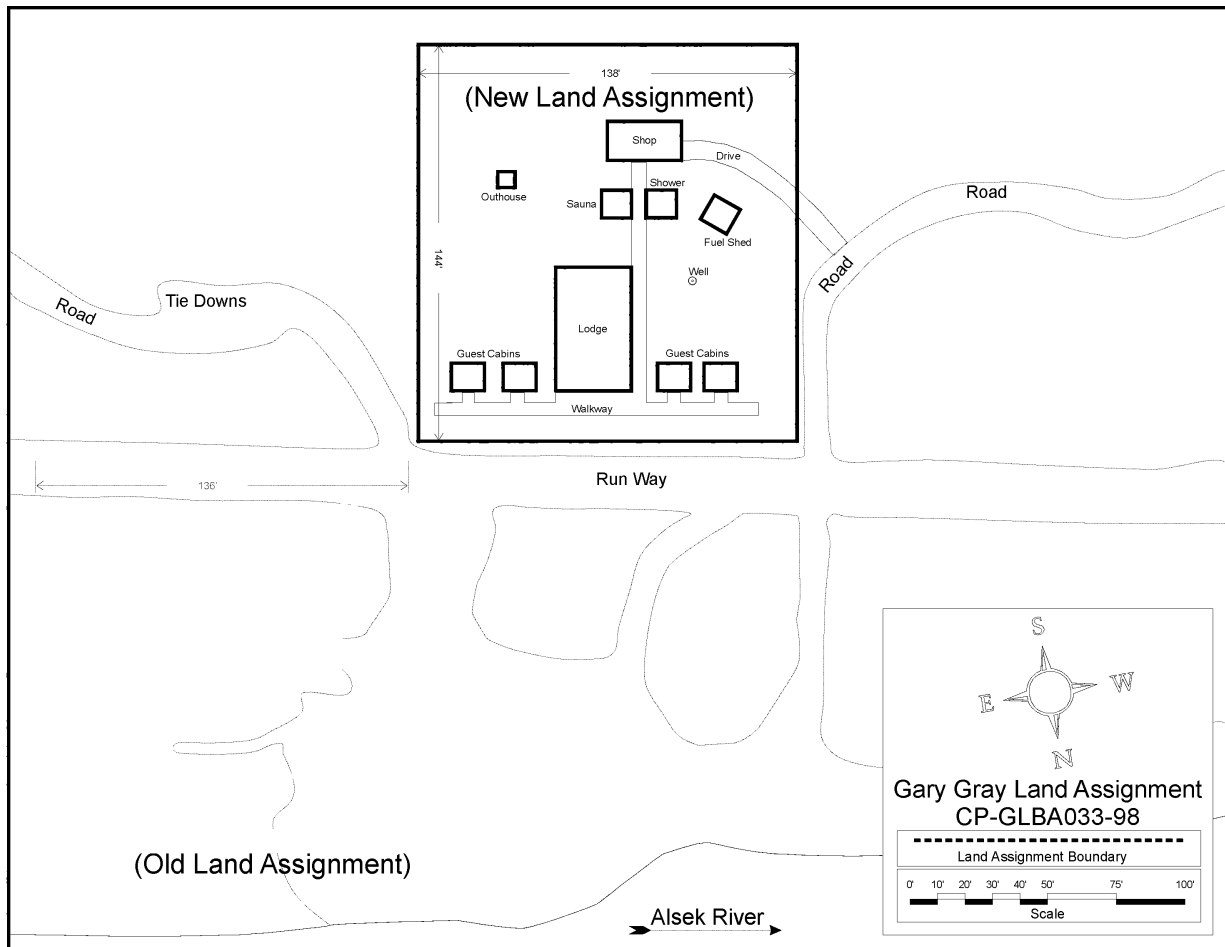 138'
(New Land Assignment)
Shop
Drive
Outhouse
Sauna
Shower
Fuel Shed
Road
Road
144'
Well
Tie Downs
Road
Lodge
Guest Cabins
Guest Cabins
Walkway
Run Way
136'
S
W
E
N
Gary Gray Land Assignment
CP-GLBA033-98
Land Assignment Boundary
0' 10' 20' 30' 40' 50' 75' 100'
Scale
(Old Land Assignment)
Alsek River